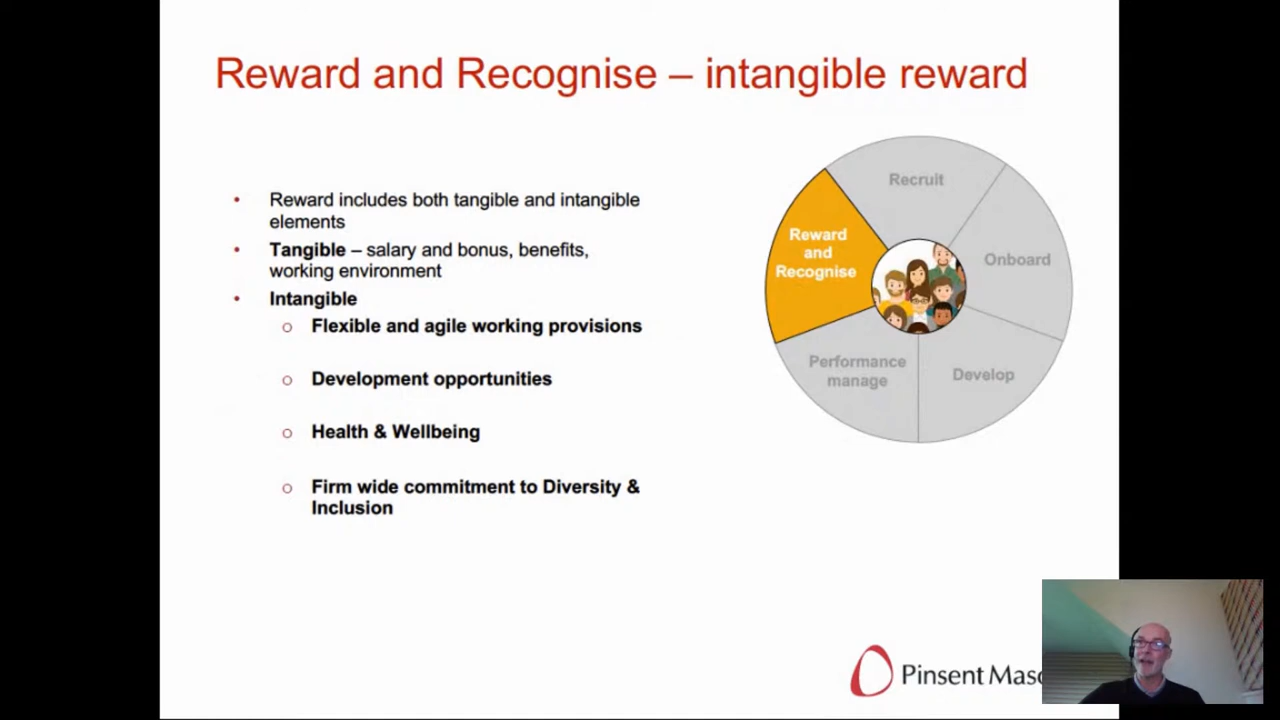 Reward and Recognise – intangible reward
• Reward includes both tangible and intangible
elements
• Tangible – salary and bonus, benefits,
working environment
• Intangible
o Flexible and agile working provisions
o Development opportunities
o Health & Wellbeing
o Firm wide commitment to Diversity &
Inclusion
Recruit
Reward
and
Recognise
Onboard
Performance
manage
Develop
Pinsent